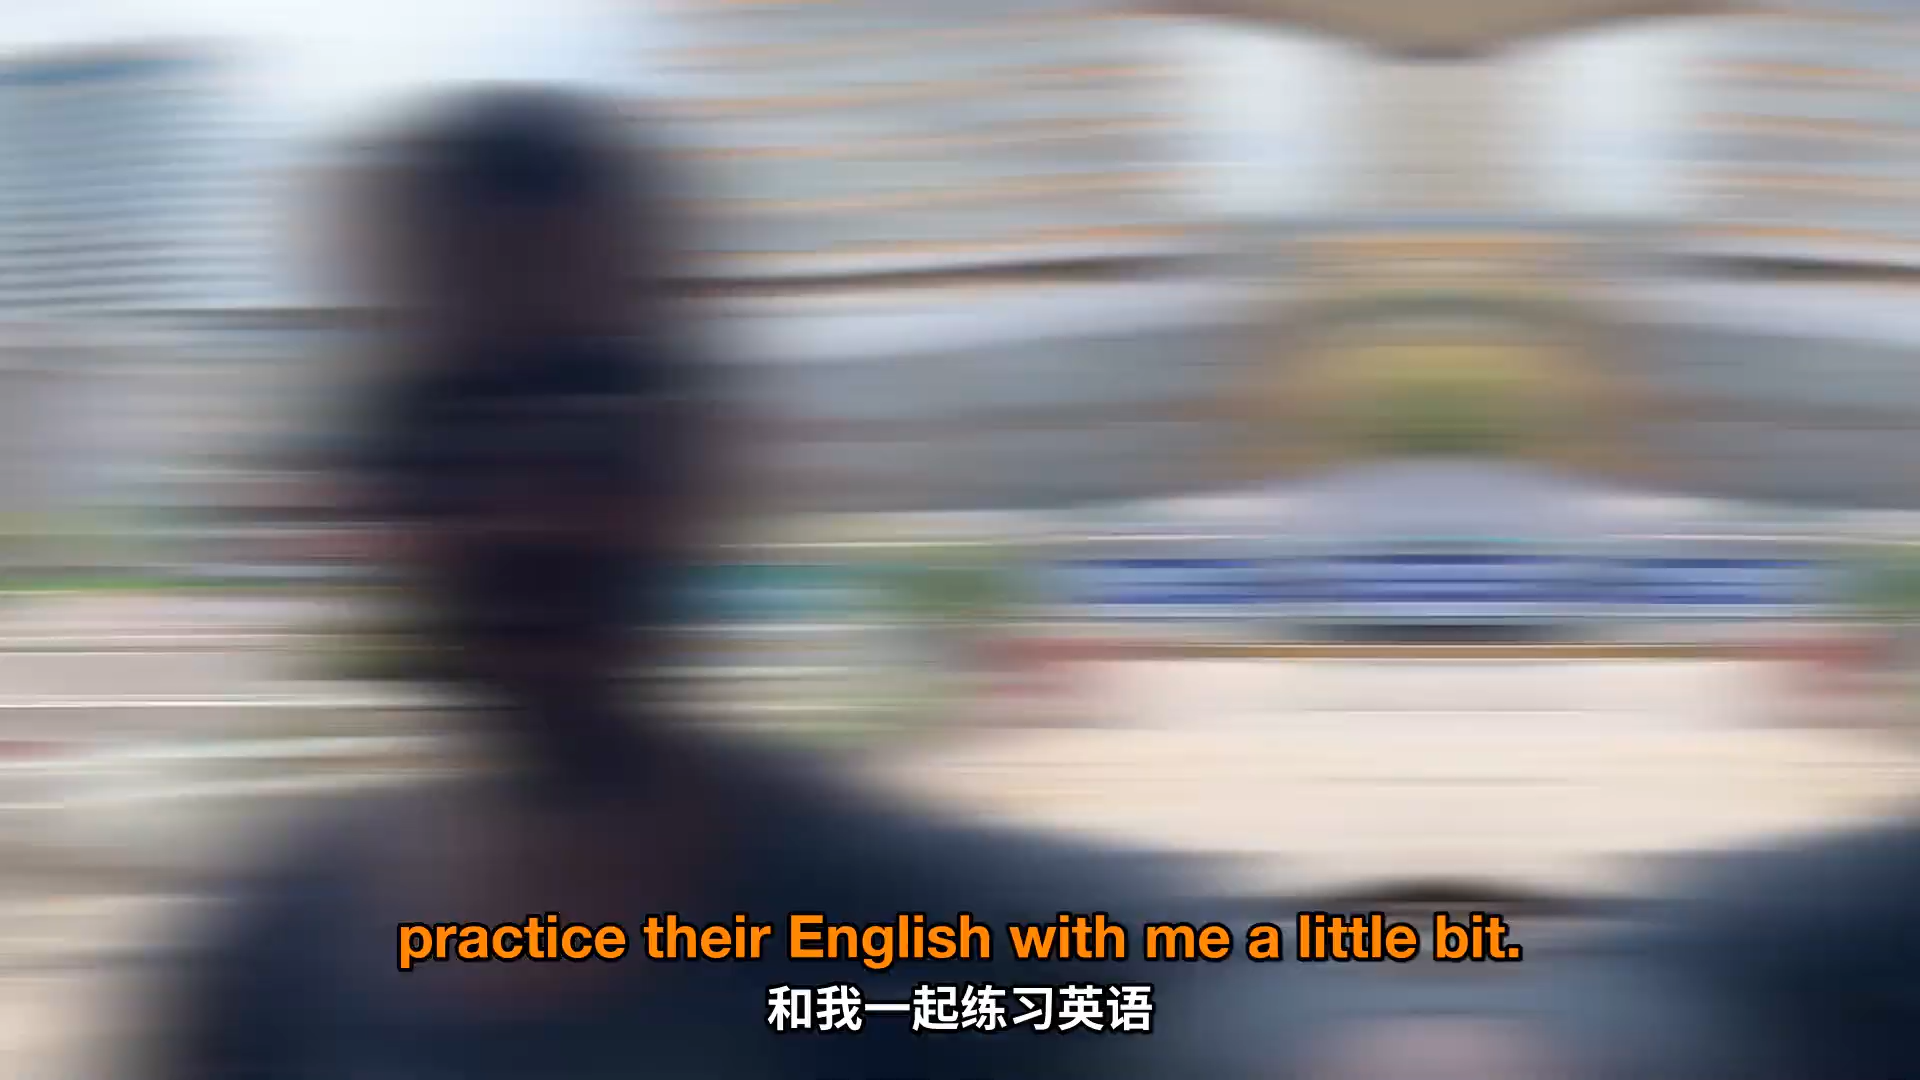 practice their English with me a little bit.
和我一起练习英语